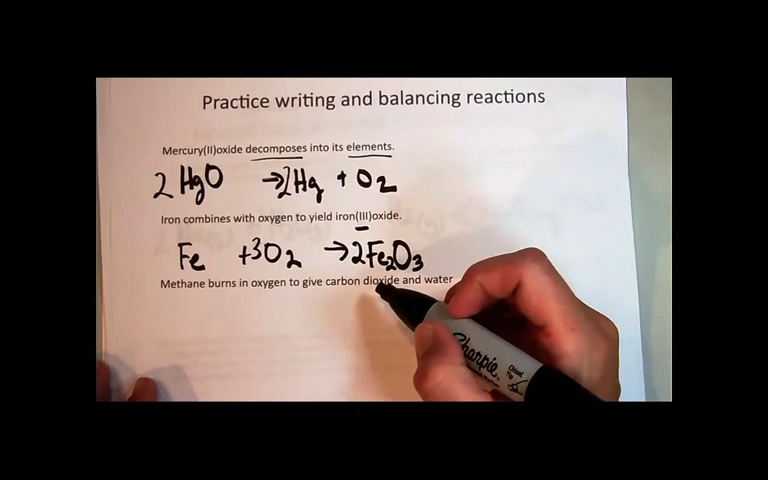 Practice writing and balancing reactions
Mercury(II)oxide decomposes into its elements.
2 HgO → 2Hg + O2
Iron combines with oxygen to yield iron(III)oxide.
Fe + 3O2 → 2Fe2O3
Methane burns in oxygen to give carbon dioxide and water
Sharpie
Chisel
Tip